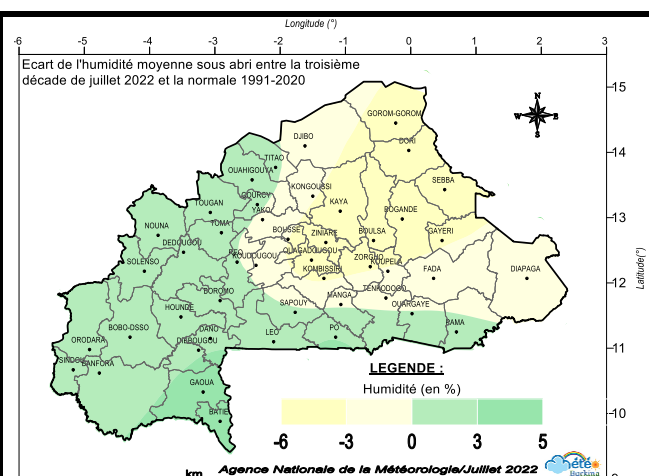 Longitude (°)
-6 -5 -4 -3 -2 -1 0 1 2 3
Ecart de l'humidité moyenne sous abri entre la troisième
décade de juillet 2022 et la normale 1991-2020
15
N
W E
S
GOROM-GOROM
DJIBO
DORI
14
TITAO
OUAHIGOUYA
SEBBA
KONGOUSSI
GOURCY
KAYA
TOUGAN
YAKO
BOGANDE
13
NOUNA
TOMA
BOUSSE
ZINIARE
BOULSA
GAYERI
DEDOUGOU
REO
KOUDOUGOU
OUAGADOUGOU
ZORGHO
KOUPELA
SOLENSO
KOMBISSIRI
FADA
DIAPAGA
12
Latitude(°)
BOROMO
MANGA
TENKODOGO
HOUNDE
SAPOUY
OUARGAYE
BOBO-DSSO
DANO
LEO
PO
PAMA
ORODARA
DIEBOUGOU
11
SINDOU
BANFORA
LEGENDE :
GAOUA
Humidité (en %)
BATIE
10
-6 -3 0 3 5
km
Agence Nationale de la Météorologie/Juillet 2022
Météo
Burkina